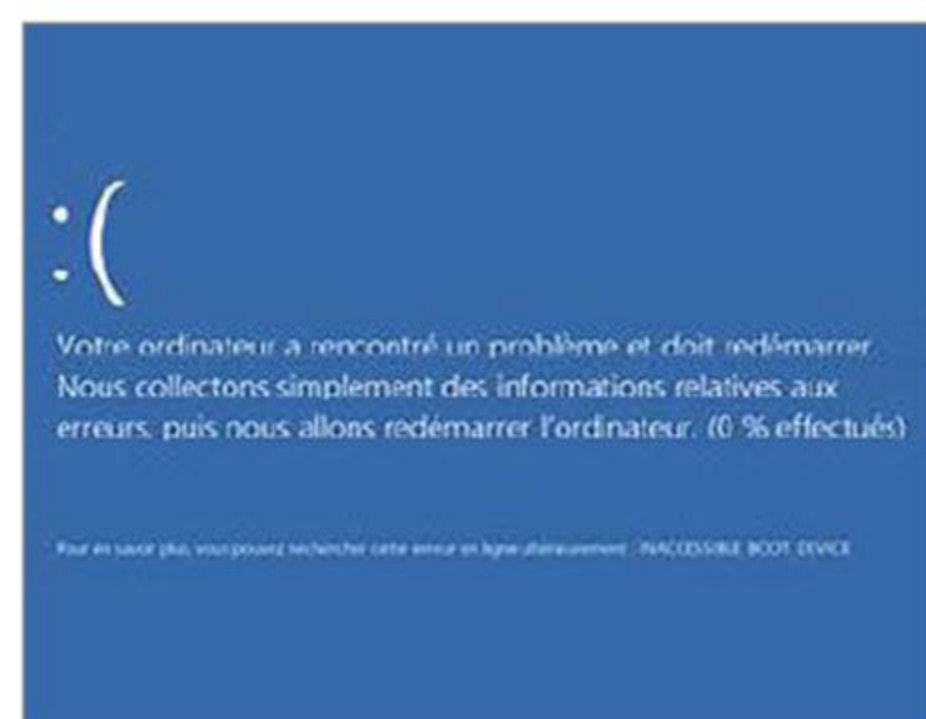 :(
Votre ordinateur a rencontré un problème et doit redémarrer.
Nous collectons simplement des informations relatives aux
erreurs, puis nous allons redémarrer l'ordinateur. (0 % effectués)
Pour en savoir plus, vous pouvez rechercher cette erreur en ligne ultérieurement : INACCESSIBLE BOOT DEVICE